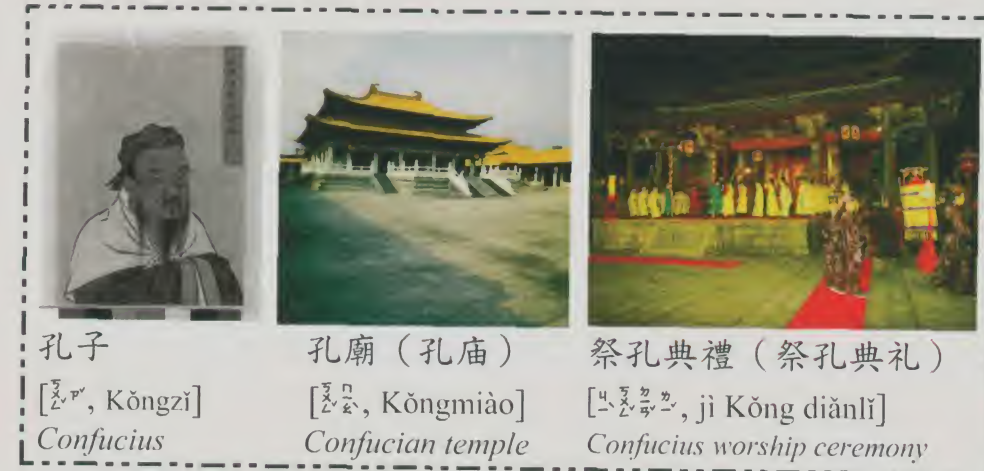 孔子
[ㄎㄨㄥˇ ㄗˇ, Kǒngzǐ]
Confucius
孔廟（孔庙）
[ㄎㄨㄥˇ ㄇㄧㄠˋ, Kǒngmiào]
Confucian temple
祭孔典禮（祭孔典礼）
[ㄐㄧˋ ㄎㄨㄥˇ ㄉㄧㄢˇ ㄌㄧˇ, jì Kǒng diǎnlǐ]
Confucius worship ceremony